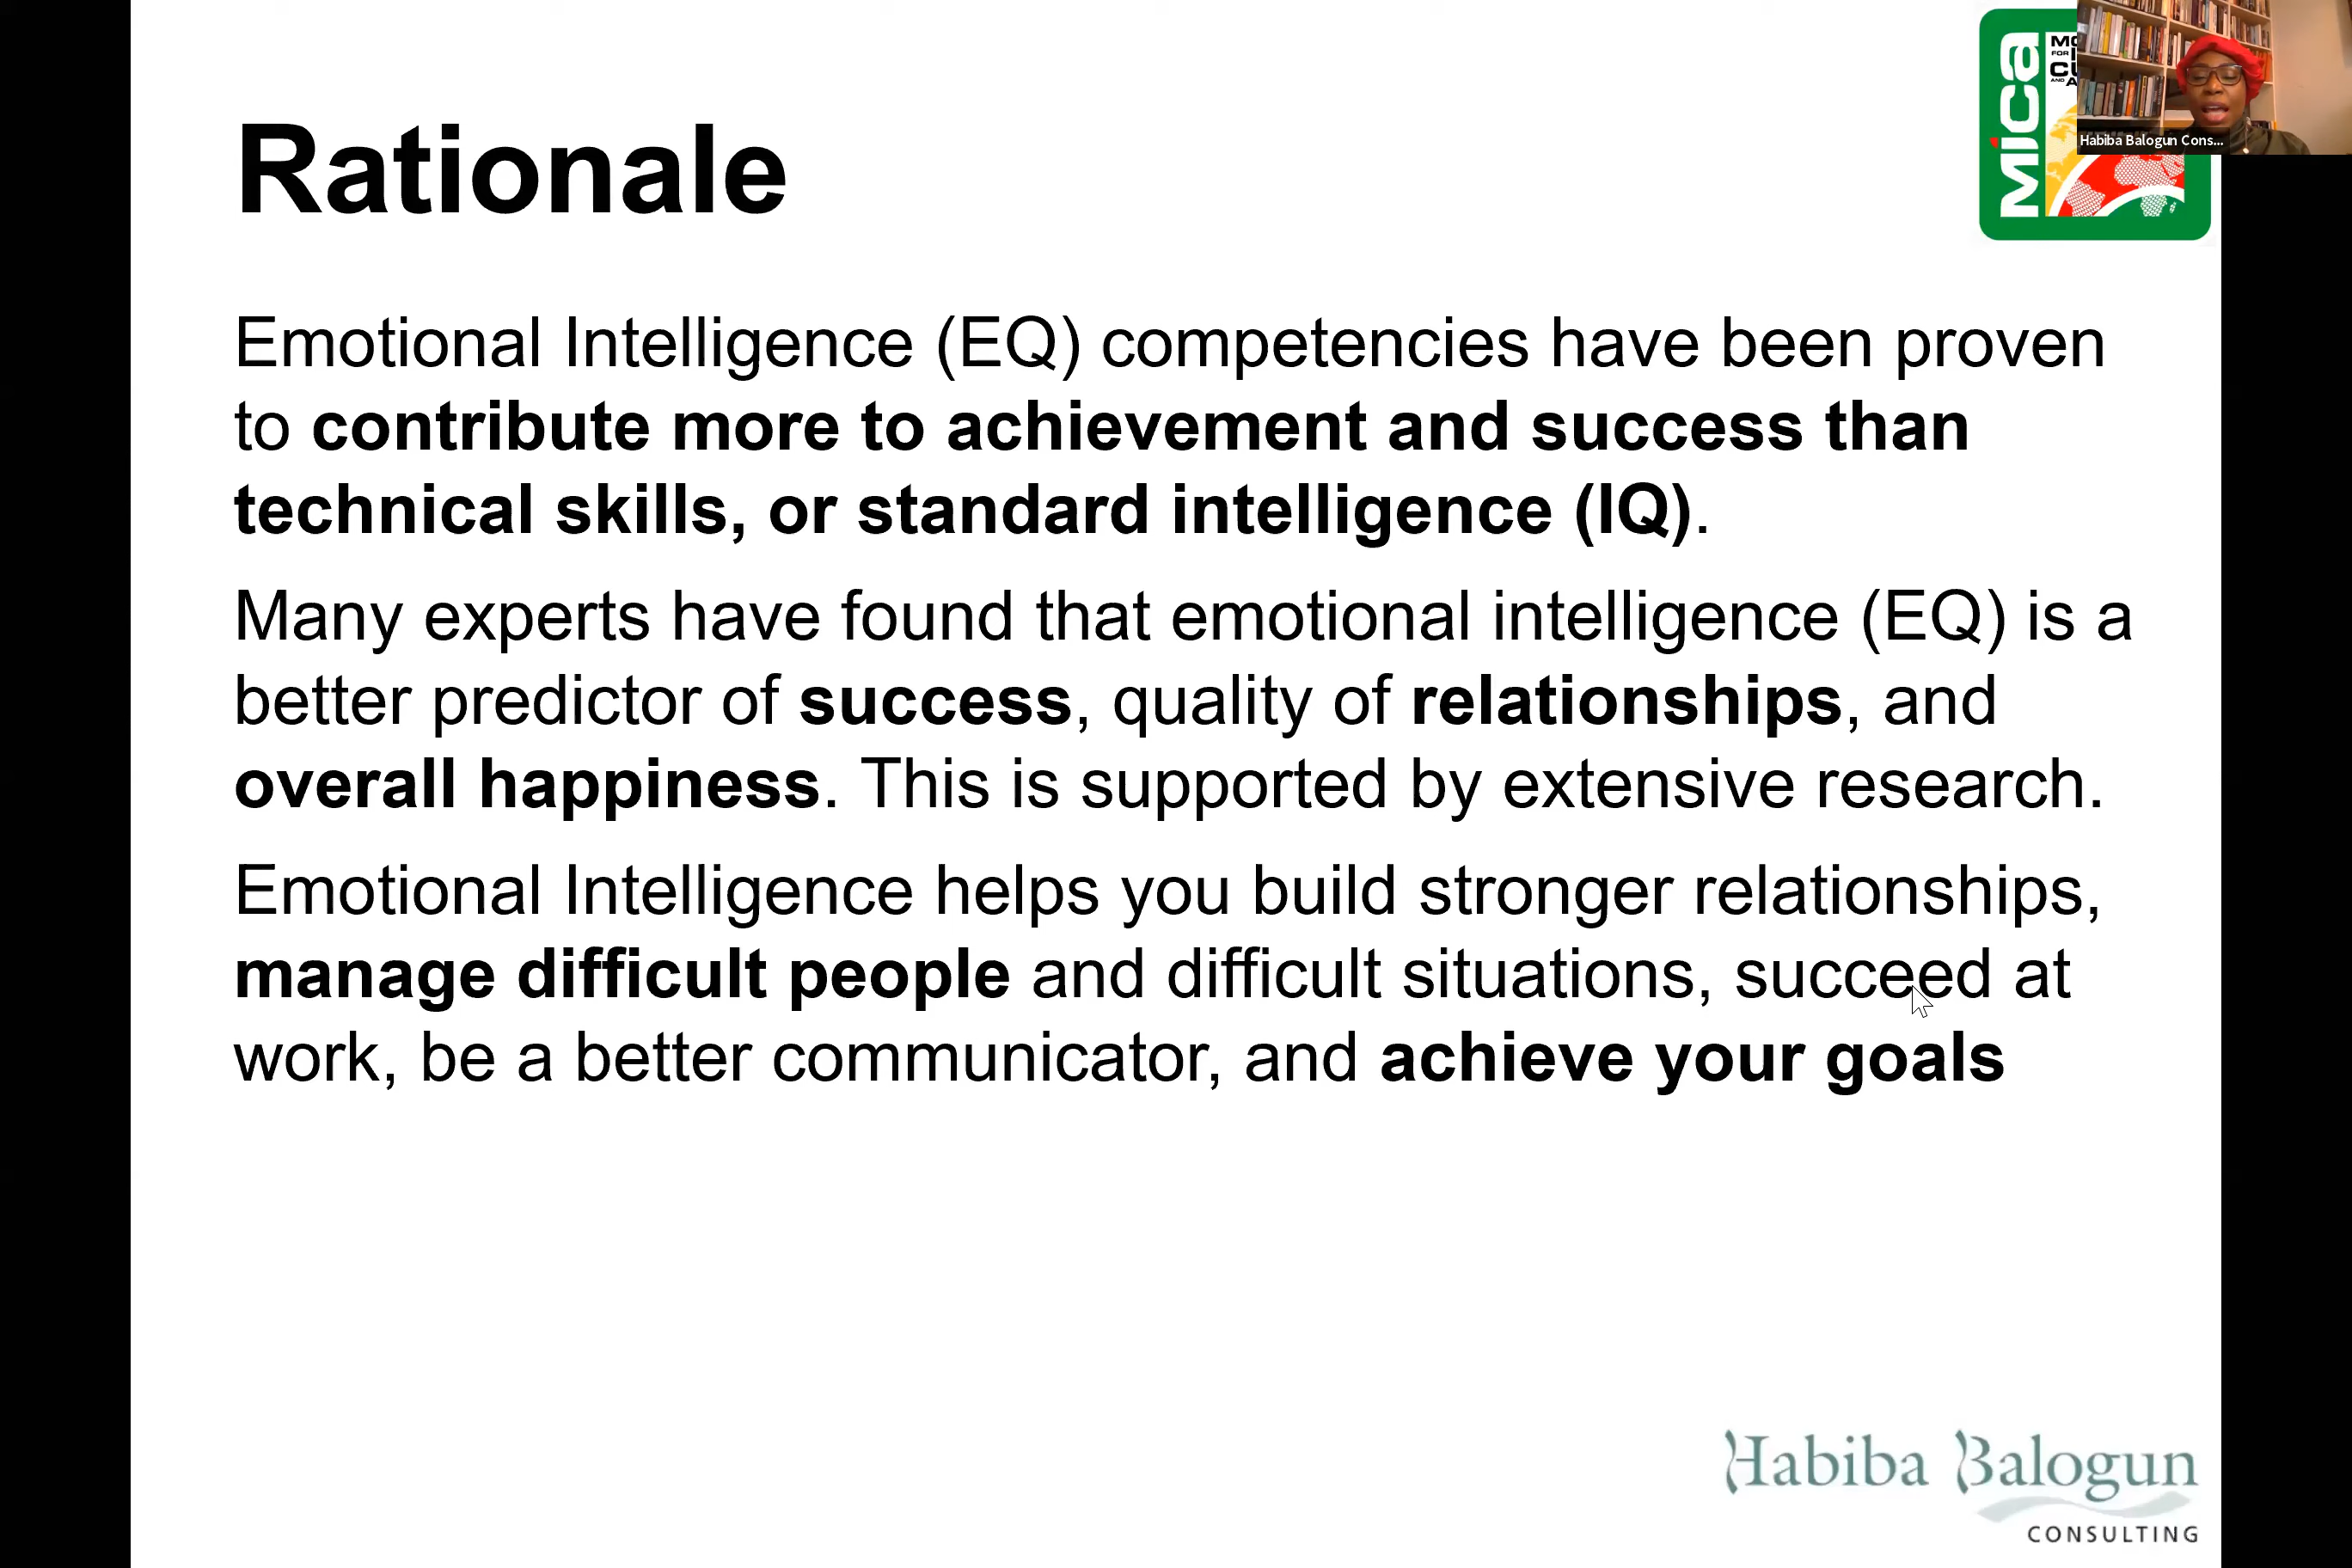 Rationale
Mica
FOR
AND
Habiba Balogun Cons...
Emotional Intelligence (EQ) competencies have been proven
to contribute more to achievement and success than
technical skills, or standard intelligence (IQ).
Many experts have found that emotional intelligence (EQ) is a
better predictor of success, quality of relationships, and
overall happiness. This is supported by extensive research.
Emotional Intelligence helps you build stronger relationships,
manage difficult people and difficult situations, succeed at
work, be a better communicator, and achieve your goals
Habiba Balogun
CONSULTING